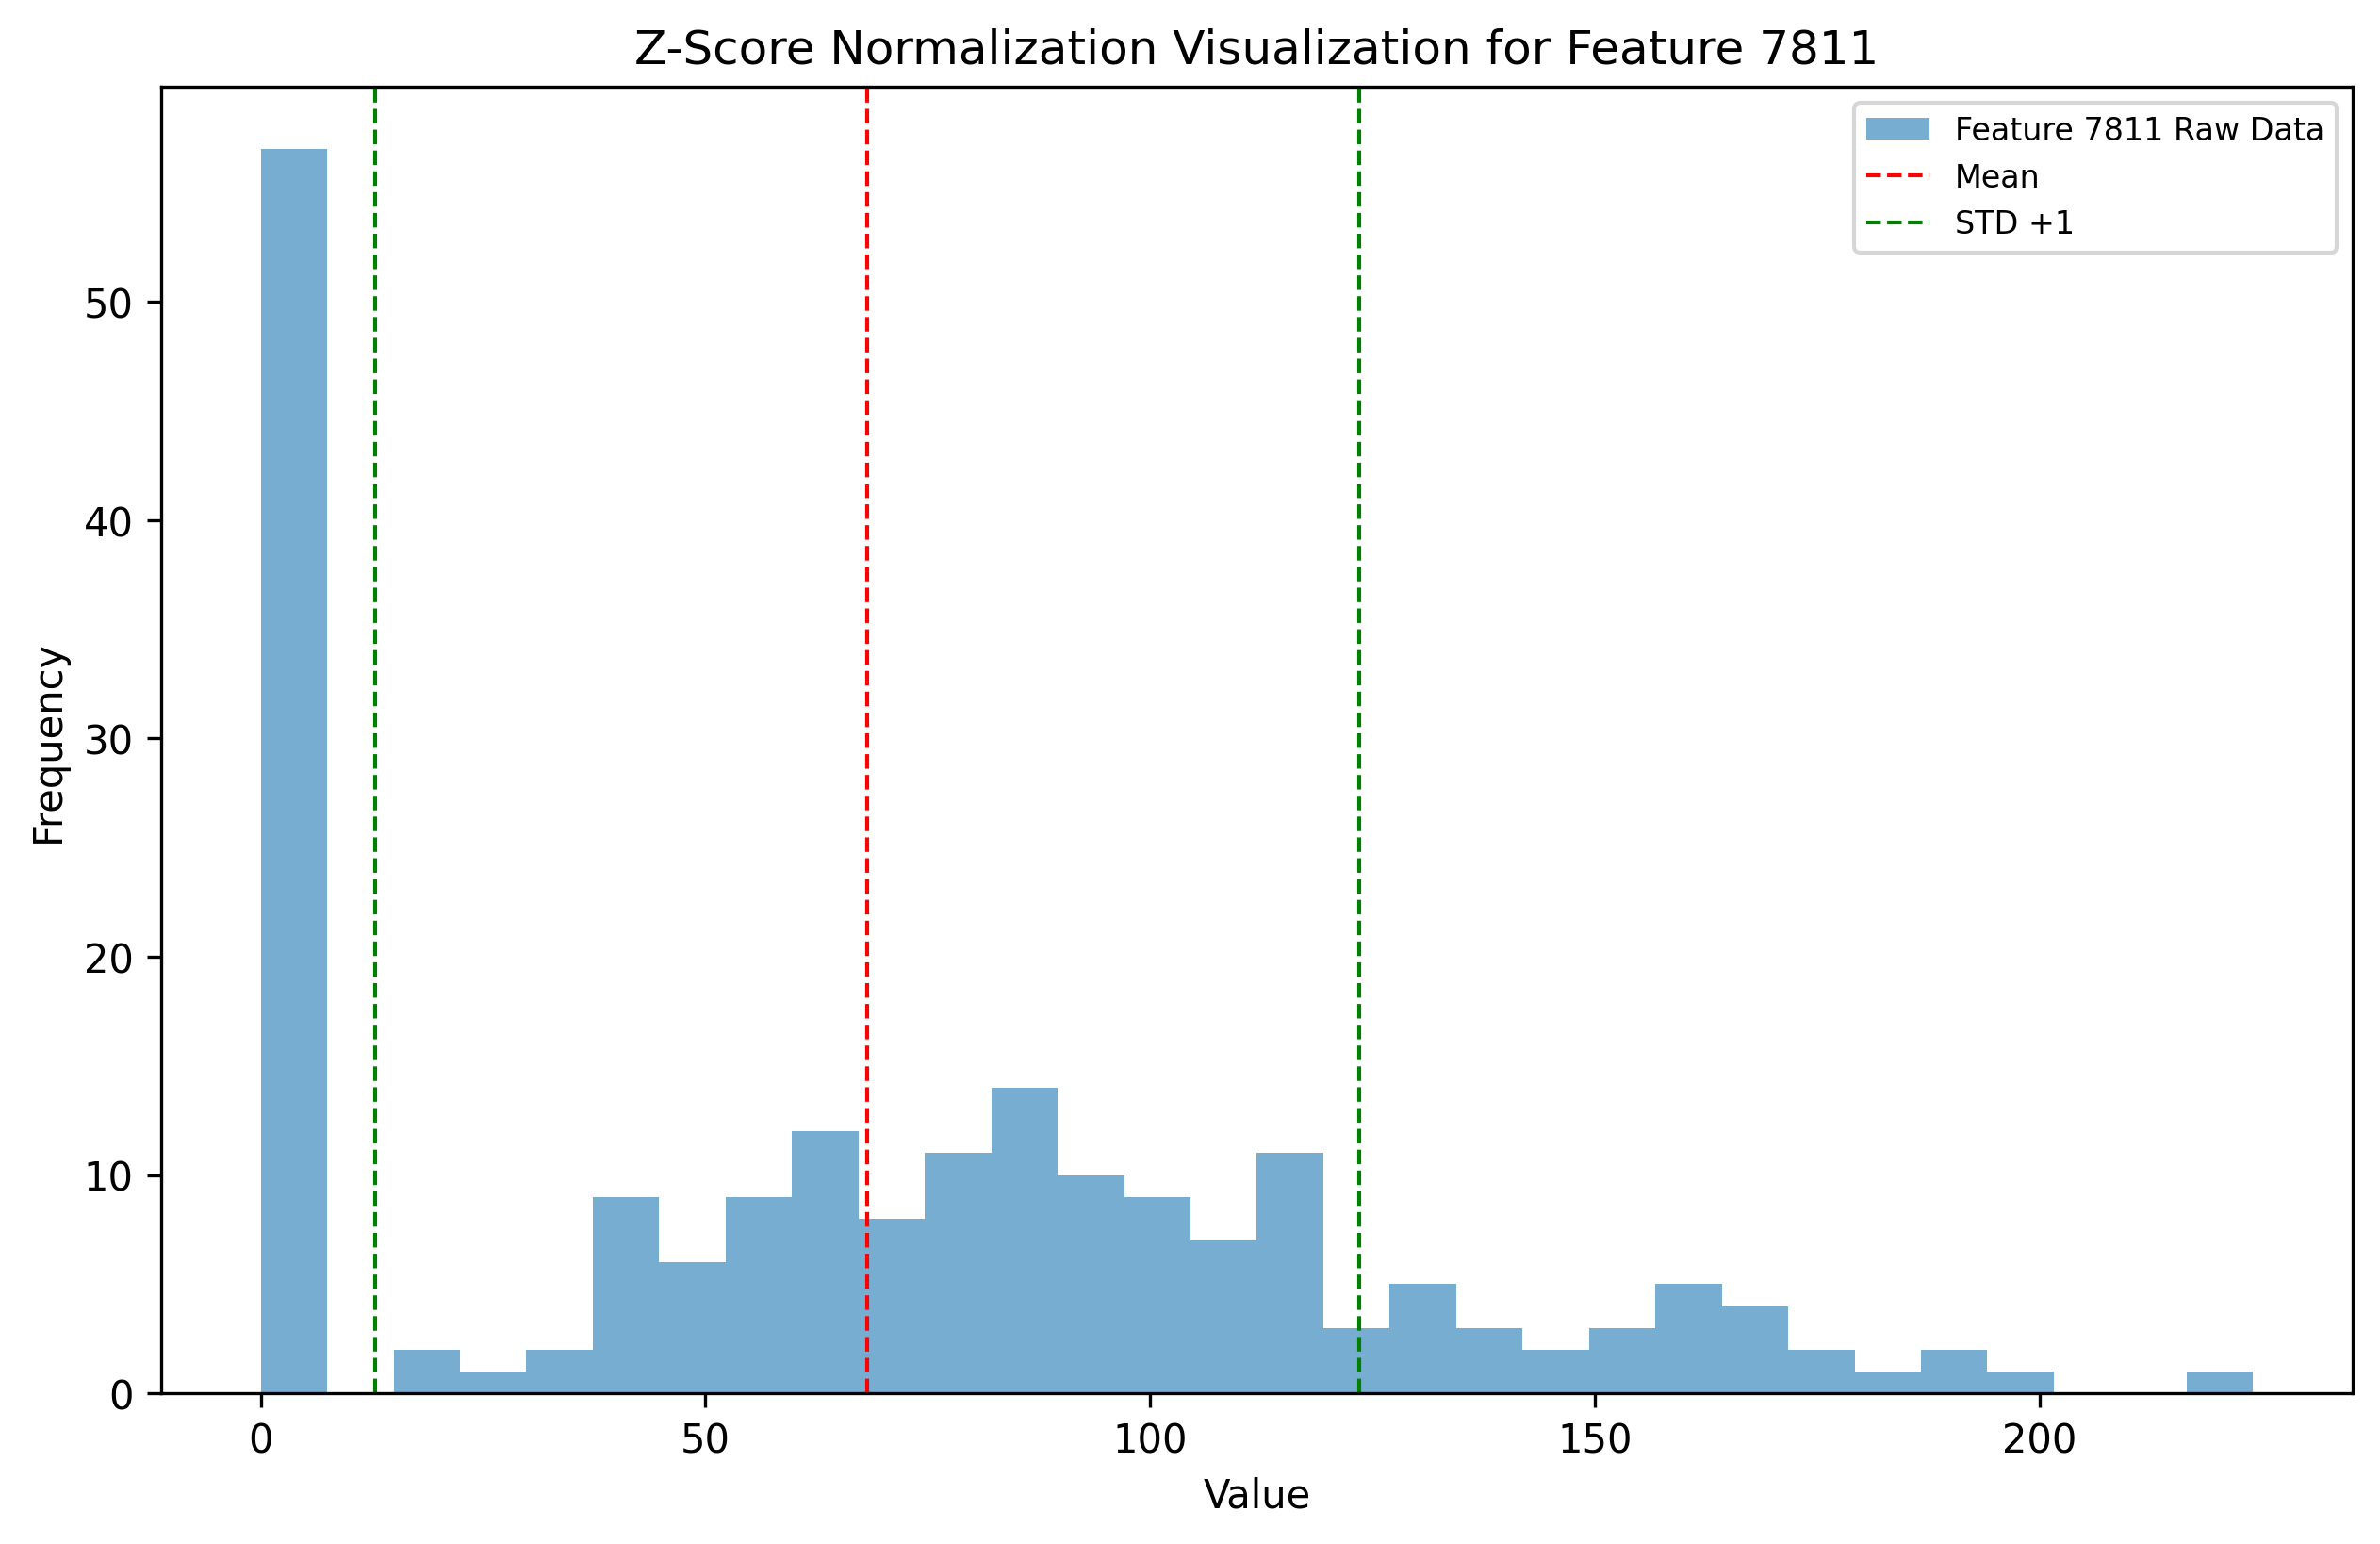 Z-Score Normalization Visualization for Feature 7811
Feature 7811 Raw Data
Mean
STD +1
50
40
30
20
10
0
Frequency
0 50 100 150 200
Value